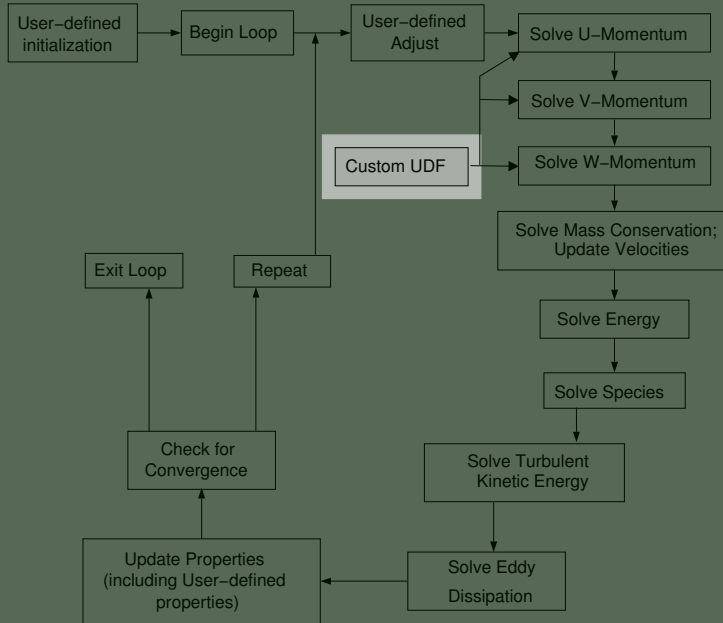 User−defined
initialization
Begin Loop
User−defined
Adjust
Solve U−Momentum
Solve V−Momentum
Custom UDF
Solve W−Momentum
Solve Mass Conservation;
Update Velocities
Exit Loop
Repeat
Solve Energy
Solve Species
Check for
Convergence
Solve Turbulent
Kinetic Energy
Update Properties
(including User−defined
properties)
Solve Eddy
Dissipation